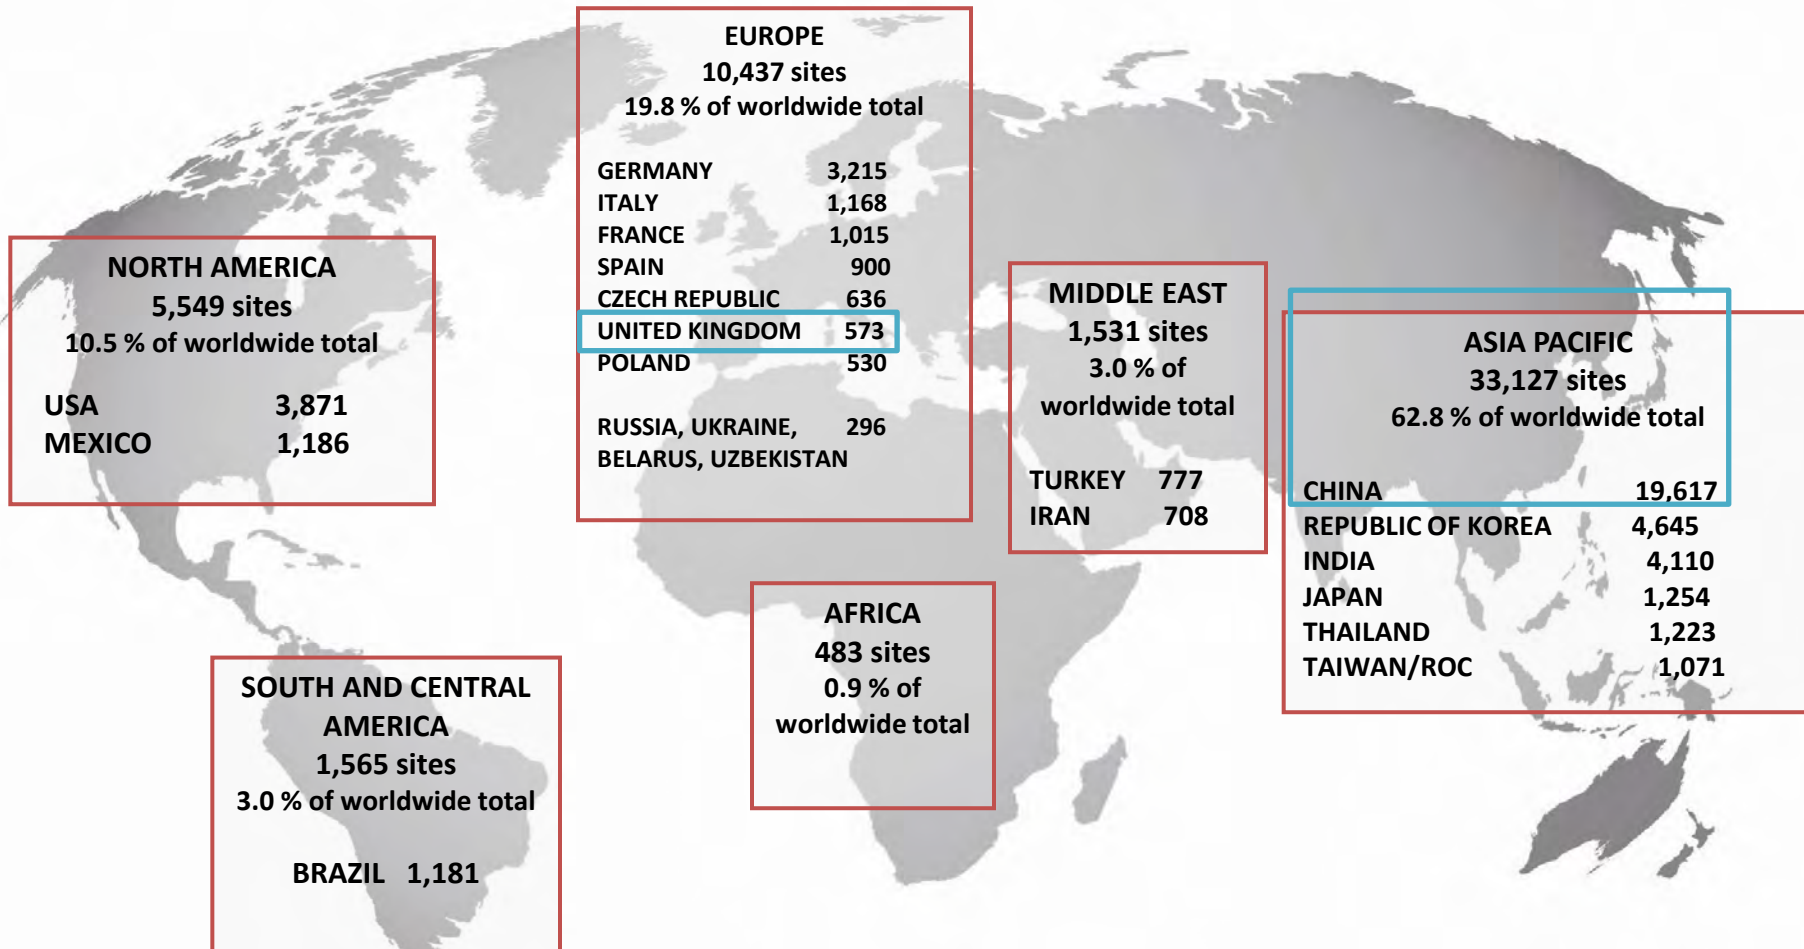 EUROPE
10,437 sites
19.8 % of worldwide total
GERMANY 3,215
ITALY 1,168
FRANCE 1,015
SPAIN 900
CZECH REPUBLIC 636
UNITED KINGDOM 573
POLAND 530
RUSSIA, UKRAINE, 296
BELARUS, UZBEKISTAN
NORTH AMERICA
5,549 sites
10.5 % of worldwide total
USA 3,871
MEXICO 1,186
MIDDLE EAST
1,531 sites
3.0 % of
worldwide total
TURKEY 777
IRAN 708
ASIA PACIFIC
33,127 sites
62.8 % of worldwide total
CHINA 19,617
REPUBLIC OF KOREA 4,645
INDIA 4,110
JAPAN 1,254
THAILAND 1,223
TAIWAN/ROC 1,071
AFRICA
483 sites
0.9 % of
worldwide total
SOUTH AND CENTRAL
AMERICA
1,565 sites
3.0 % of worldwide total
BRAZIL 1,181